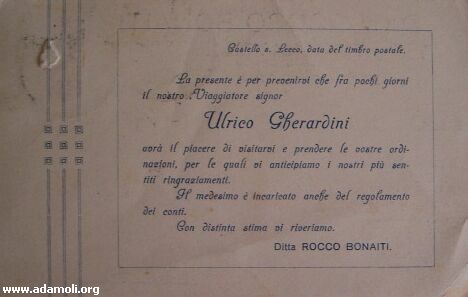 Castello s. Lecco, data del timbro postale.
La presente è per prevenirvi che fra pochi giorni
il nostro Viaggiatore signor
Ulrico Gherardini
avrà il piacere di visitarvi e prendere le vostre ordi-
nazioni, per le quali vi anticipiamo i nostri più sen-
titi ringraziamenti.
Il medesimo è incaricato anche del regolamento
dei conti.
Con distinta stima vi riveriamo.
Ditta ROCCO BONAITI.
www.adamoli.org